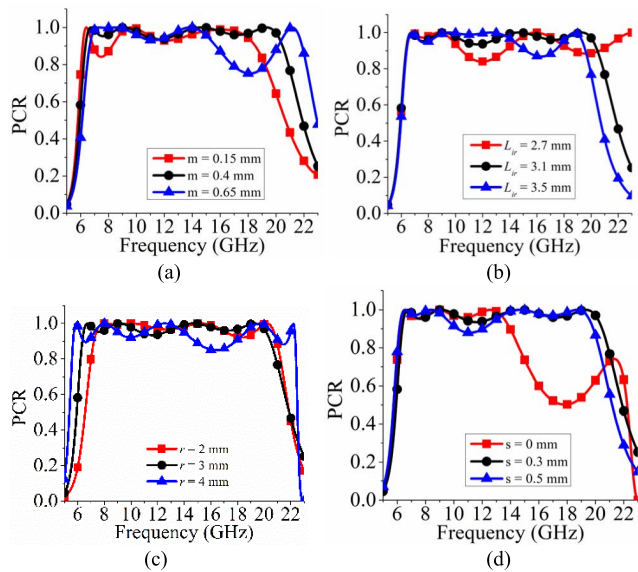 PCR
1.0
0.8
0.6
0.4
0.2
0.0
m = 0.15 mm
m = 0.4 mm
m = 0.65 mm
6 8 10 12 14 16 18 20 22
Frequency (GHz)
(a)
PCR
1.0
0.8
0.6
0.4
0.2
0.0
Lir = 2.7 mm
Lir = 3.1 mm
Lir = 3.5 mm
6 8 10 12 14 16 18 20 22
Frequency (GHz)
(b)
PCR
1.0
0.8
0.6
0.4
0.2
0.0
r = 2 mm
r = 3 mm
r = 4 mm
6 8 10 12 14 16 18 20 22
Frequency (GHz)
(c)
PCR
1.0
0.8
0.6
0.4
0.2
0.0
s = 0 mm
s = 0.3 mm
s = 0.5 mm
6 8 10 12 14 16 18 20 22
Frequency (GHz)
(d)